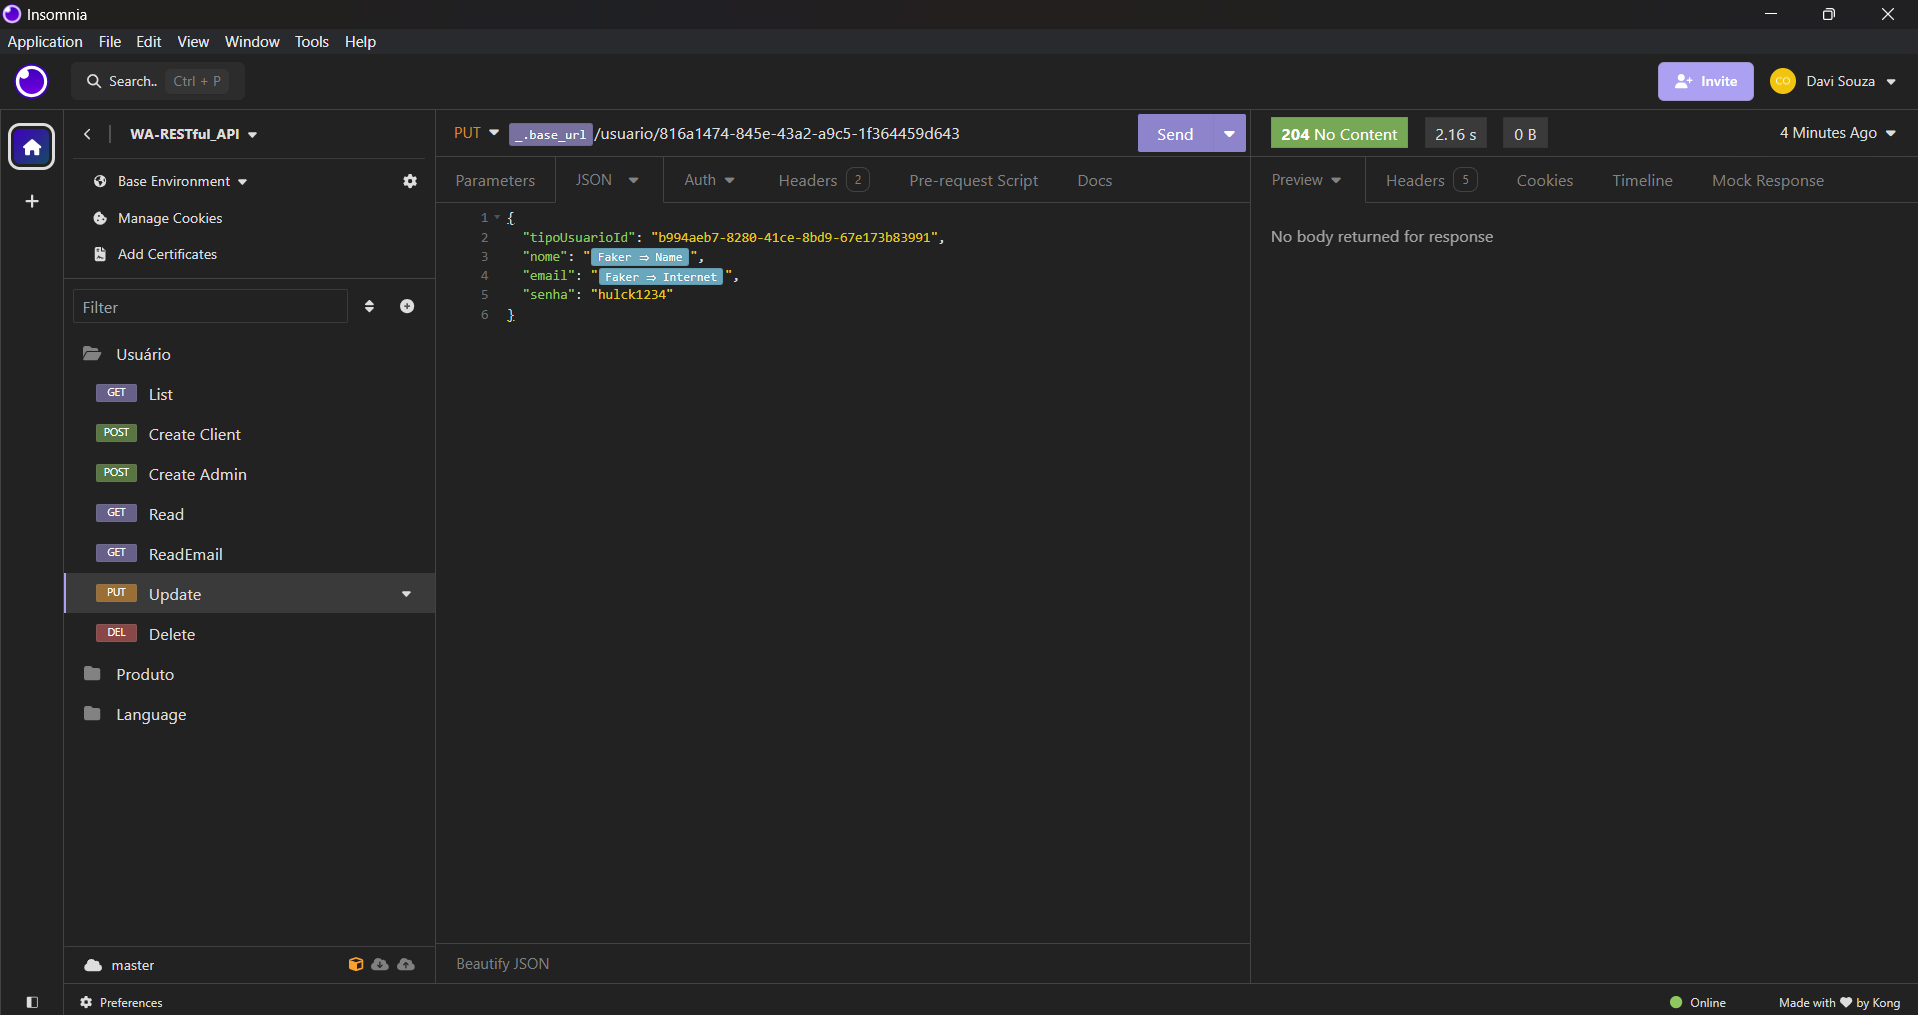 Insomnia
Application File Edit View Window Tools Help
Search.. Ctrl + P
Invite
CO Davi Souza
WA-RESTful_API
Base Environment
Manage Cookies
Add Certificates
Filter
Usuário
GET List
POST Create Client
POST Create Admin
GET Read
GET ReadEmail
PUT Update
DEL Delete
Produto
Language
master
Preferences
PUT _.base_url /usuario/816a1474-845e-43a2-a9c5-1f364459d643
Send
Parameters JSON Auth Headers 2 Pre-request Script Docs
1 {
2 "tipoUsuarioId": "b994aeb7-8280-41ce-8bd9-67e173b83991",
3 "nome": "Faker ⇒ Name",
4 "email": "Faker ⇒ Internet",
5 "senha": "hulck1234"
6 }
Beautify JSON
204 No Content 2.16 s 0 B
4 Minutes Ago
Preview Headers 5 Cookies Timeline Mock Response
No body returned for response
Online
Made with ♥ by Kong